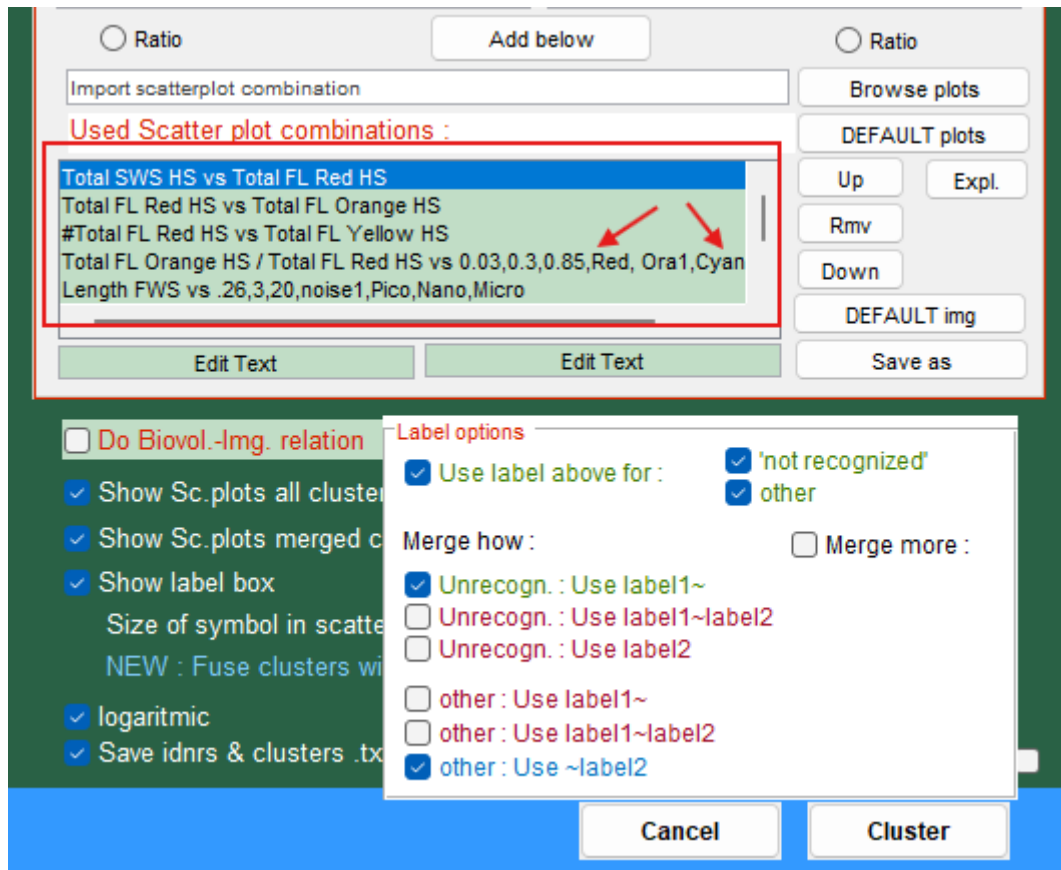 Ratio
Add below
Ratio
Import scatterplot combination
Browse plots
Used Scatter plot combinations :
DEFAULT plots
Total SWS HS vs Total FL Red HS
Total FL Red HS vs Total FL Orange HS
#Total FL Red HS vs Total FL Yellow HS
Total FL Orange HS / Total FL Red HS vs 0.03,0.3,0.85,Red, Ora1,Cyan
Length FWS vs .26,3,20,noise1,Pico,Nano,Micro
Up
Expl.
Rmv
Down
DEFAULT img
Edit Text
Edit Text
Save as
Do Biovol.-Img. relation
Show Sc.plots all cluster
Show Sc.plots merged c
Show label box
Size of symbol in scatte
NEW : Fuse clusters wi
logaritmic
Save idnrs & clusters .tx
Label options
Use label above for :
'not recognized'
other
Merge how :
Merge more :
Unrecogn. : Use label1~
Unrecogn. : Use label1~label2
Unrecogn. : Use label2
other : Use label1~
other : Use label1~label2
other : Use ~label2
Cancel
Cluster